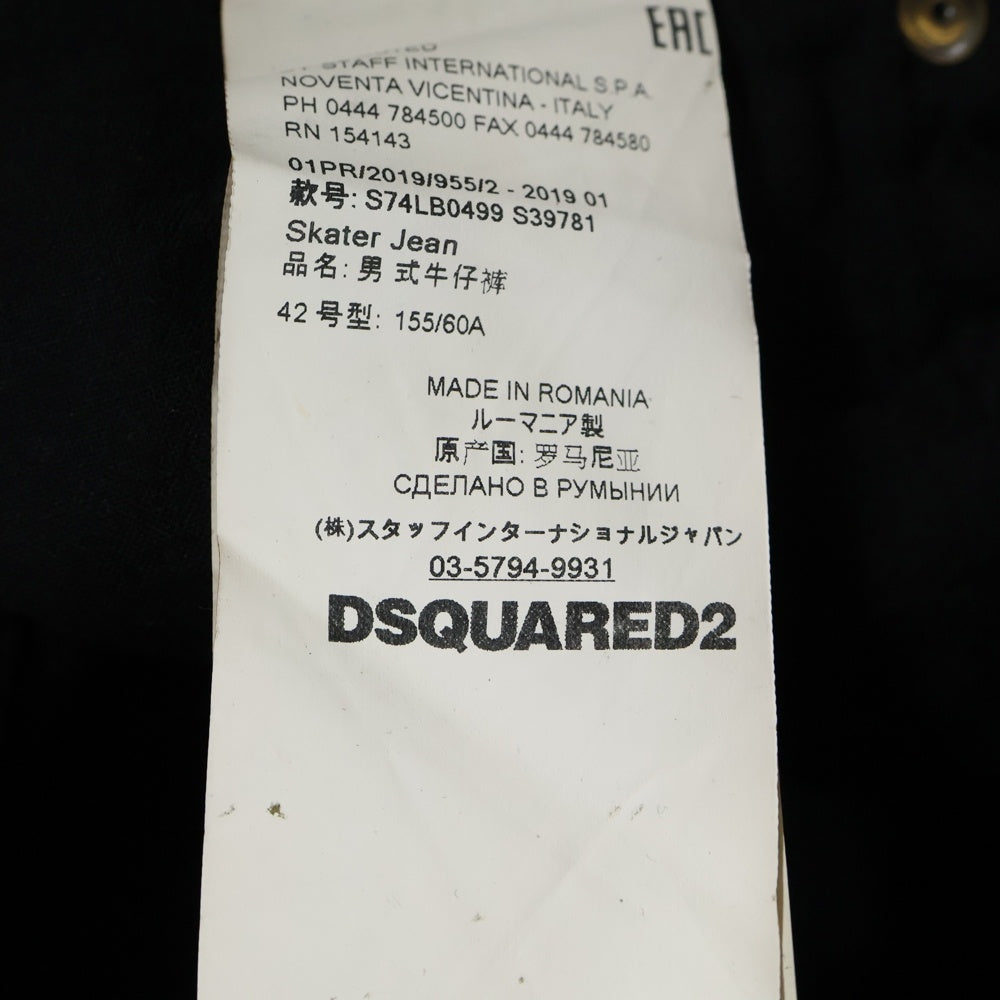 EAC
STAFF INTERNATIONAL S.P.A.
NOVENTA VICENTINA - ITALY
PH 0444 784500 FAX 0444 784580
RN 154143
01PR/2019/955/2 - 2019 01
款号: S74LB0499 S39781
Skater Jean
品名: 男 式牛仔裤
42 号型: 155/60A
MADE IN ROMANIA
ルーマニア製
原产国: 罗马尼亚
СДЕЛАНО В РУМЫНИИ
(株)スタッフインターナショナルジャパン
03-5794-9931
DSQUARED2